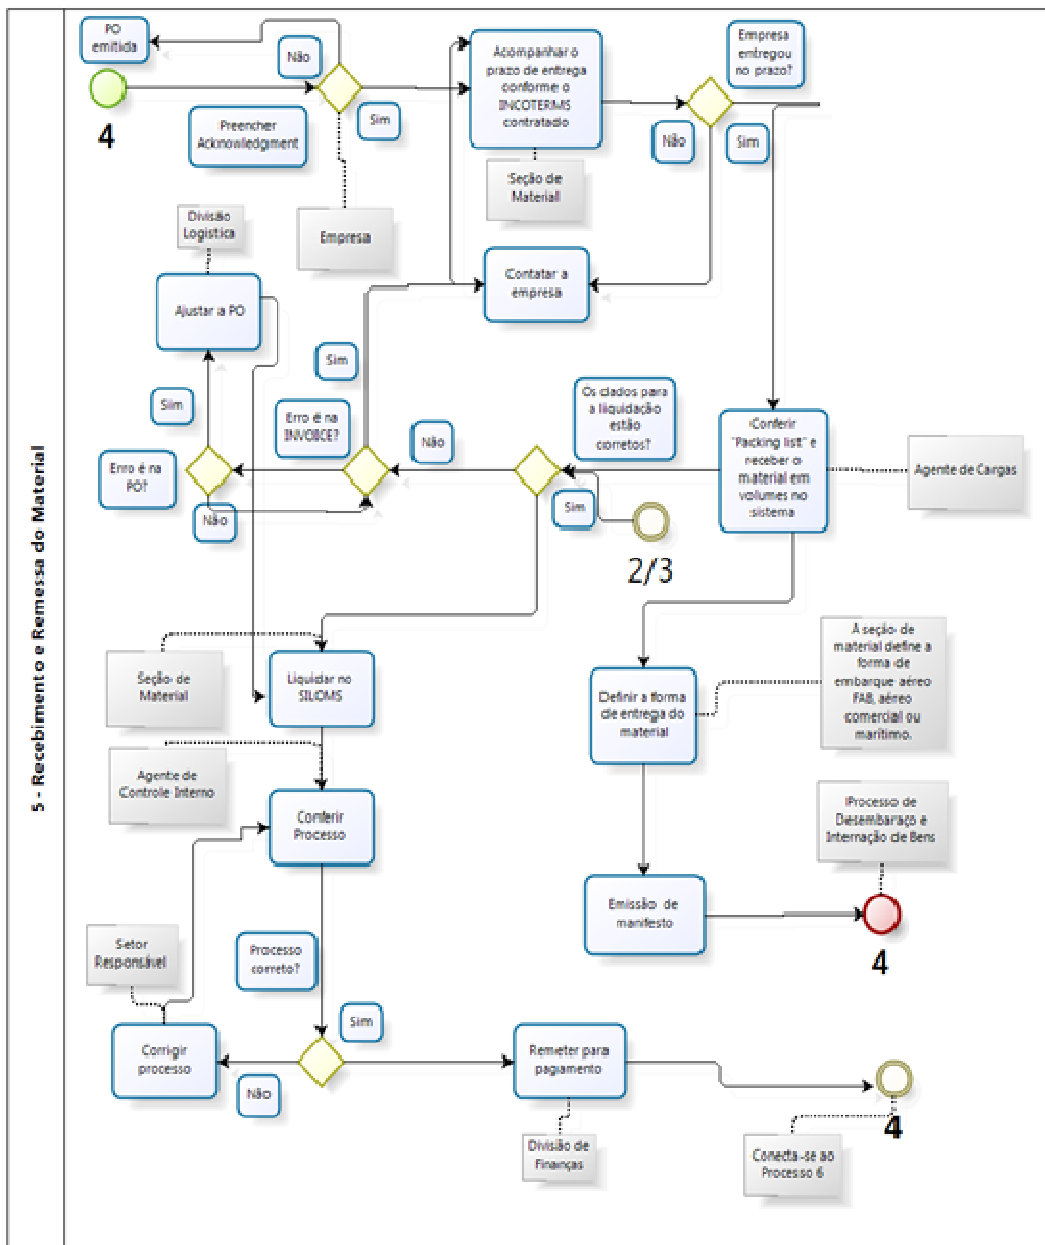 5 - Recebimento e Remessa do Material
PO
emitida
Não
4
Preencher
Acknowledgment
Sim
Empresa
Acompanhar o
prazo de entrega
conforme o
INCOTERMS
contratado
Seção de
Material
Empresa
entregou
no prazo?
Não
Sim
Divisão
Logística
Ajustar a PO
Contatar a
empresa
Sim
Sim
Erro é na
PO?
Não
Erro é na
INVOICE?
Não
Os dados para
a liquidação
estão
corretos?
Sim
2/3
Conferir
"Packing list" e
receber o
material em
volumes no
sistema
Agente de Cargas
Seção de
Material
Liquidar no
SILOMS
Definir a forma
de entrega do
material
A seção de
material define a
forma de
embarque aéreo
FAB, aéreo
comercial ou
marítimo.
Agente de
Controle Interno
Conferir
Processo
Processo de
Desembaraço e
Internação de Bens
Emissão de
manifesto
4
Setor
Responsável
Processo
correto?
Sim
Corrigir
processo
Não
Remeter para
pagamento
Divisão de
Finanças
4
Conecta-se ao
Processo 6